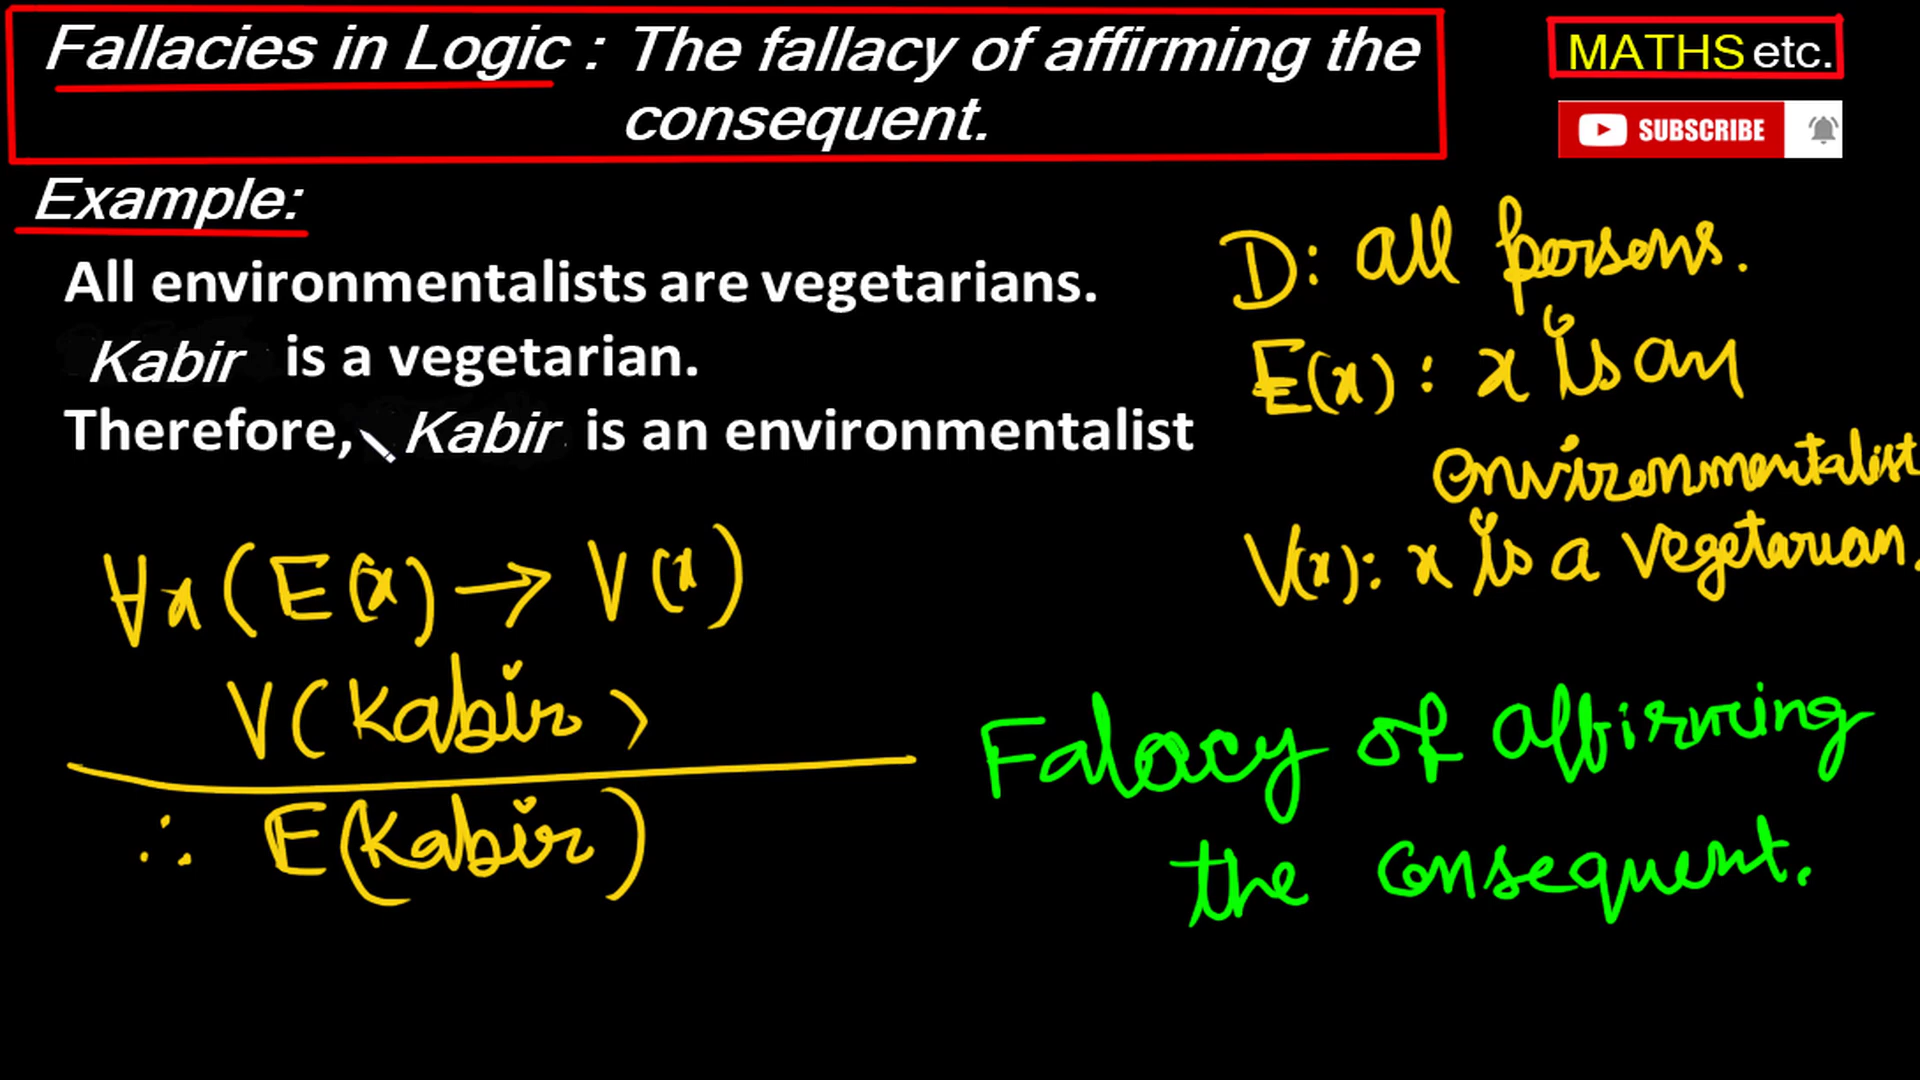 Fallacies in Logic : The fallacy of affirming the
consequent.
MATHS etc.
SUBSCRIBE
Example:
All environmentalists are vegetarians.
Kabir is a vegetarian.
Therefore, Kabir is an environmentalist
D: all persons.
E(x): x is an
environmentalist
V(x): x is a vegetarian.
∀x(E(x) → V(x))
V(Kabir)
∴ E(Kabir)
Falacy of affirming
the consequent.